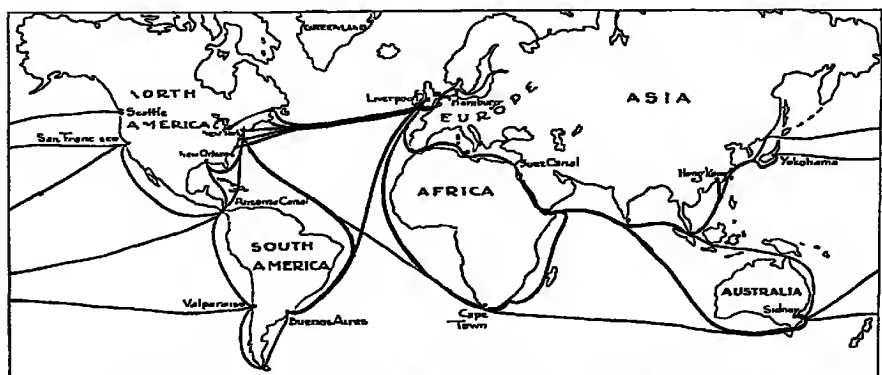 GREENLAND
NORTH
AMERICA
Seattle
San Francisco
New York
New Orleans
Panama Canal
SOUTH
AMERICA
Valparaiso
Buenos Aires
Liverpool
Hamburg
EUROPE
ASIA
Suez Canal
AFRICA
Cape
Town
Hong Kong
Yokohama
AUSTRALIA
Sidney